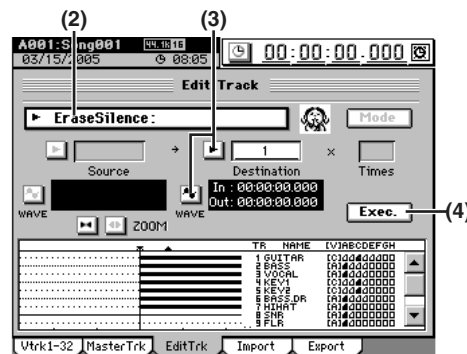 (2)
(3)
A001:Song001 44.1k 16
03/15/2005 08:05
00:00:00.000
Edit Track
EraseSilence:
Mode
→ 1 ×
Source Destination Times
WAVE WAVE
In :00:00:00.000
Out:00:00:00.000
Exec.
(4)
ZOOM
TR NAME [V]ABCDEFGH
1 GUITAR
2 BASS
3 VOCAL
4 KEY1
5 KEY2
6 BASS.DR
7 HIHAT
8 SNR
9 FLR
Vtrk1-32 MasterTrk EditTrk Import Export